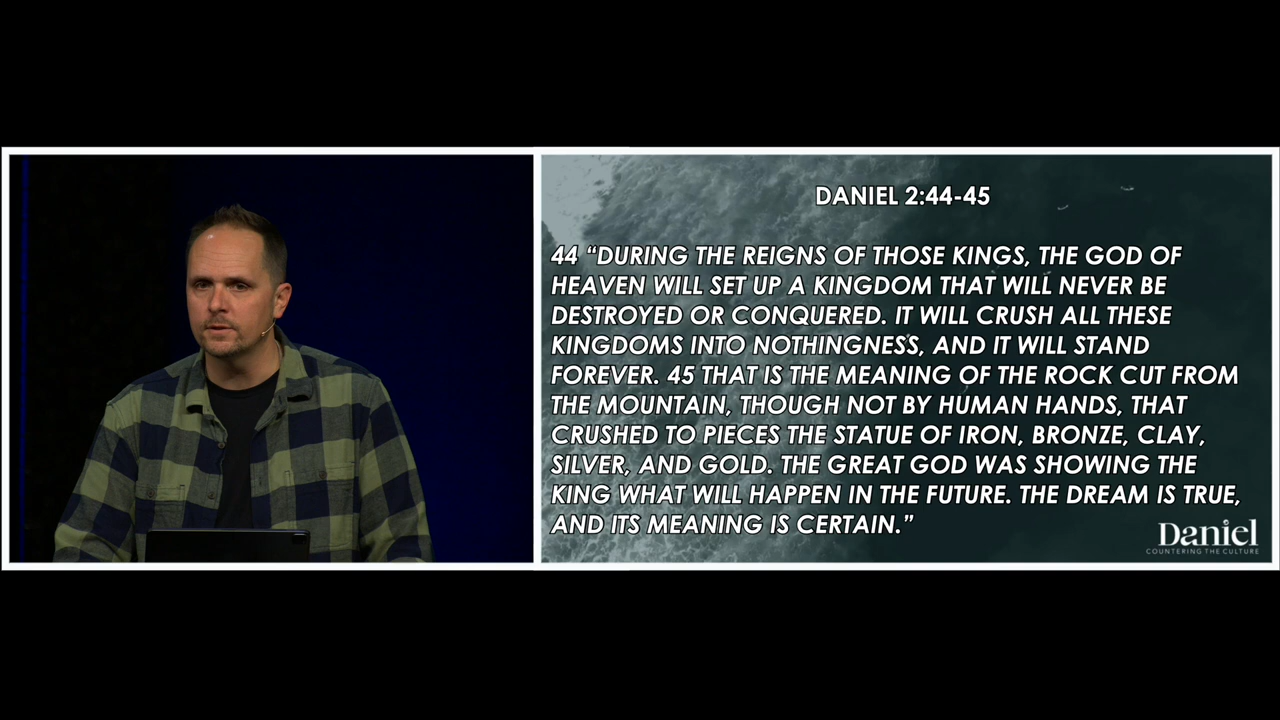 DANIEL 2:44-45
44 “DURING THE REIGNS OF THOSE KINGS, THE GOD OF
HEAVEN WILL SET UP A KINGDOM THAT WILL NEVER BE
DESTROYED OR CONQUERED. IT WILL CRUSH ALL THESE
KINGDOMS INTO NOTHINGNESS, AND IT WILL STAND
FOREVER. 45 THAT IS THE MEANING OF THE ROCK CUT FROM
THE MOUNTAIN, THOUGH NOT BY HUMAN HANDS, THAT
CRUSHED TO PIECES THE STATUE OF IRON, BRONZE, CLAY,
SILVER, AND GOLD. THE GREAT GOD WAS SHOWING THE
KING WHAT WILL HAPPEN IN THE FUTURE. THE DREAM IS TRUE,
AND ITS MEANING IS CERTAIN.”
Daniel
COUNTERING THE CULTURE